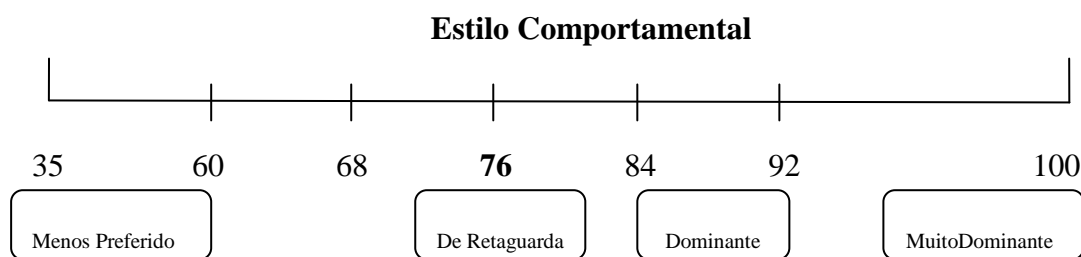 Estilo Comportamental
35 60 68 76 84 92 100
Menos Preferido De Retaguarda Dominante MuitoDominante